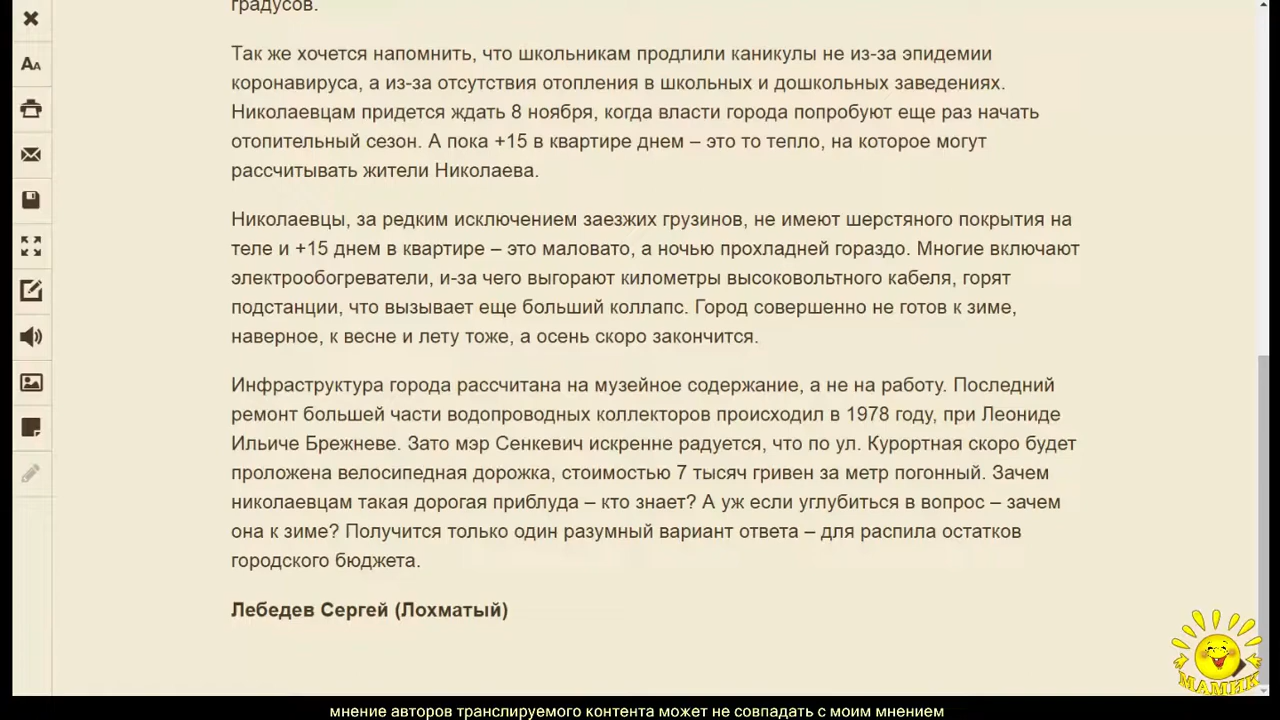 градусов.
Так же хочется напомнить, что школьникам продлили каникулы не из-за эпидемии
коронавируса, а из-за отсутствия отопления в школьных и дошкольных заведениях.
Николаевцам придется ждать 8 ноября, когда власти города попробуют еще раз начать
отопительный сезон. А пока +15 в квартире днем – это то тепло, на которое могут
рассчитывать жители Николаева.
Николаевцы, за редким исключением заезжих грузинов, не имеют шерстяного покрытия на
теле и +15 днем в квартире – это маловато, а ночью прохладней гораздо. Многие включают
электрообогреватели, и-за чего выгорают километры высоковольтного кабеля, горят
подстанции, что вызывает еще больший коллапс. Город совершенно не готов к зиме,
наверное, к весне и лету тоже, а осень скоро закончится.
Инфраструктура города рассчитана на музейное содержание, а не на работу. Последний
ремонт большей части водопроводных коллекторов происходил в 1978 году, при Леониде
Ильиче Брежневе. Зато мэр Сенкевич искренне радуется, что по ул. Курортная скоро будет
проложена велосипедная дорожка, стоимостью 7 тысяч гривен за метр погонный. Зачем
николаевцам такая дорогая приблуда – кто знает? А уж если углубиться в вопрос – зачем
она к зиме? Получится только один разумный вариант ответа – для распила остатков
городского бюджета.
Лебедев Сергей (Лохматый)
МАМИК
мнение авторов транслируемого контента может не совпадать с моим мнением